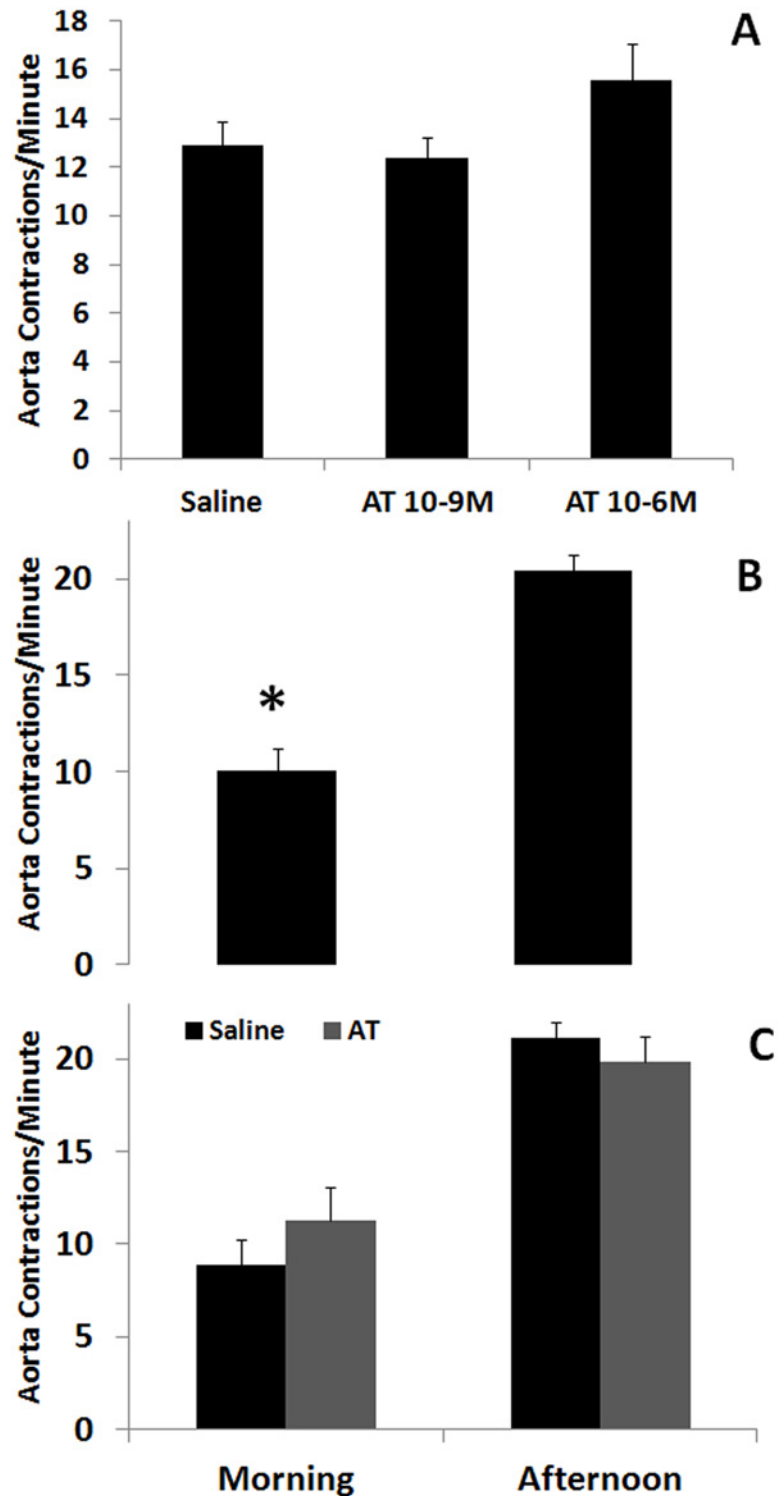 A
Aorta Contractions/Minute
18
16
14
12
10
8
6
4
2
0
Saline AT 10-9M AT 10-6M
B
Aorta Contractions/Minute
20
15
10
5
0
*
C
Aorta Contractions/Minute
Saline AT
20
15
10
5
0
Morning Afternoon